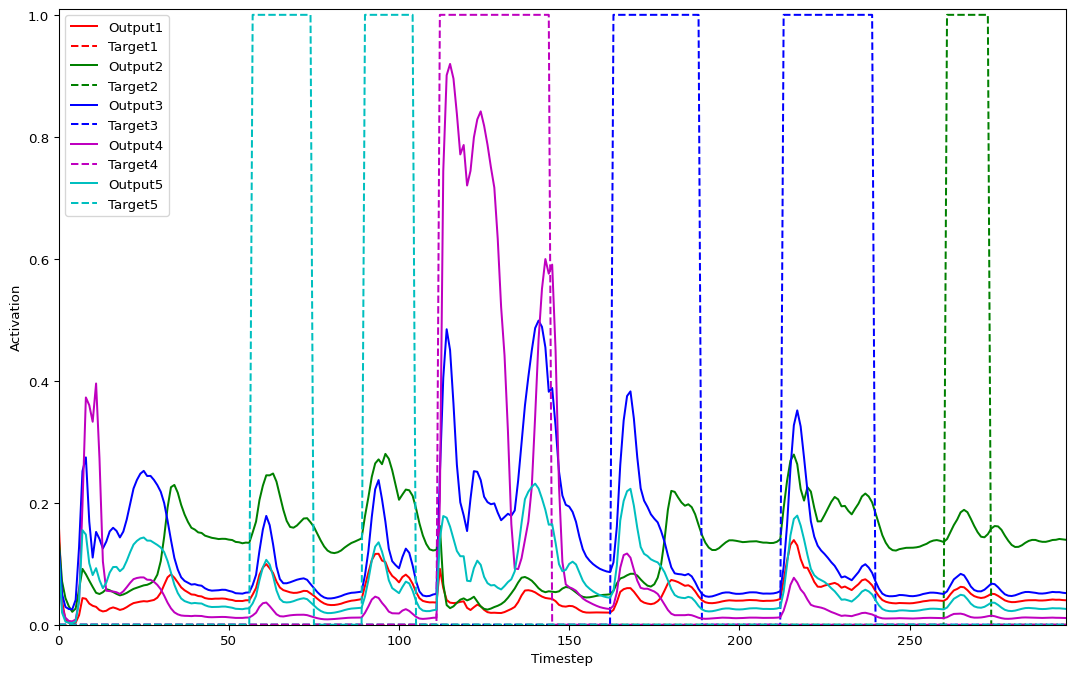 1.0
0.8
0.6
0.4
0.2
0.0
Activation
Output1
Target1
Output2
Target2
Output3
Target3
Output4
Target4
Output5
Target5
0
50
100
150
200
250
Timestep